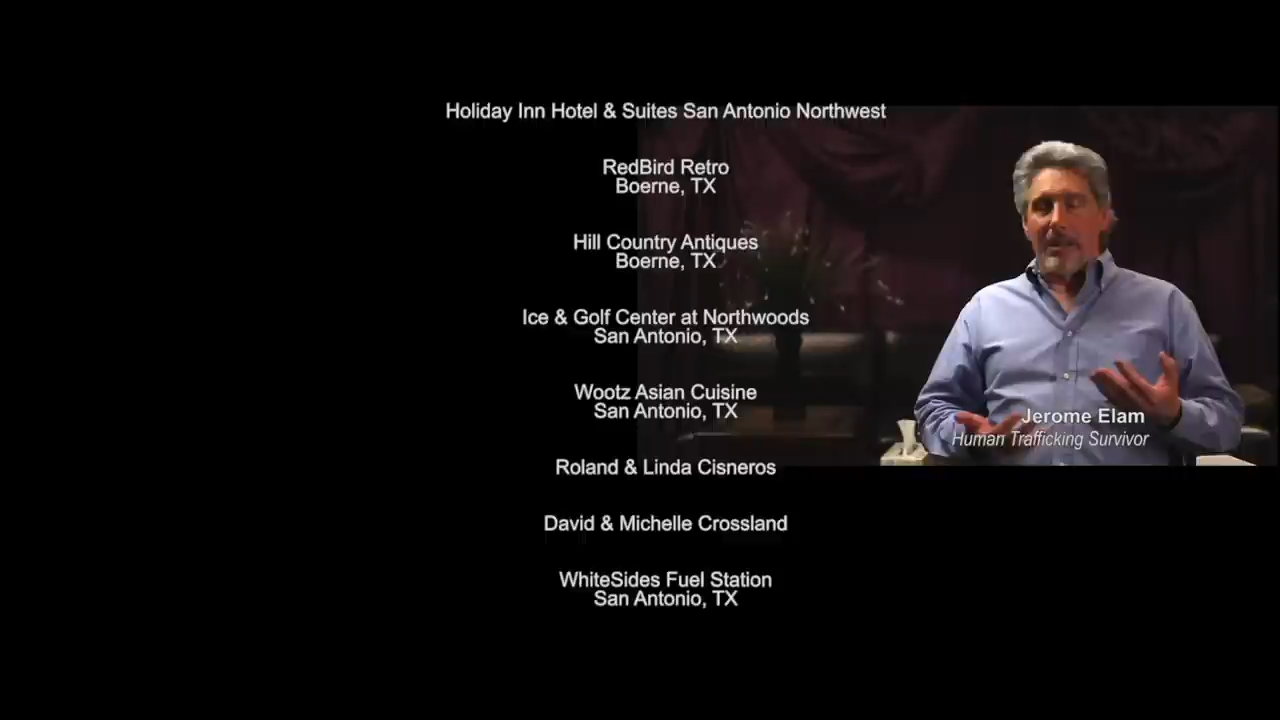 Holiday Inn Hotel & Suites San Antonio Northwest
RedBird Retro
Boerne, TX
Hill Country Antiques
Boerne, TX
Ice & Golf Center at Northwoods
San Antonio, TX
Wootz Asian Cuisine
San Antonio, TX
Roland & Linda Cisneros
David & Michelle Crossland
WhiteSides Fuel Station
San Antonio, TX
Jerome Elam
Human Trafficking Survivor